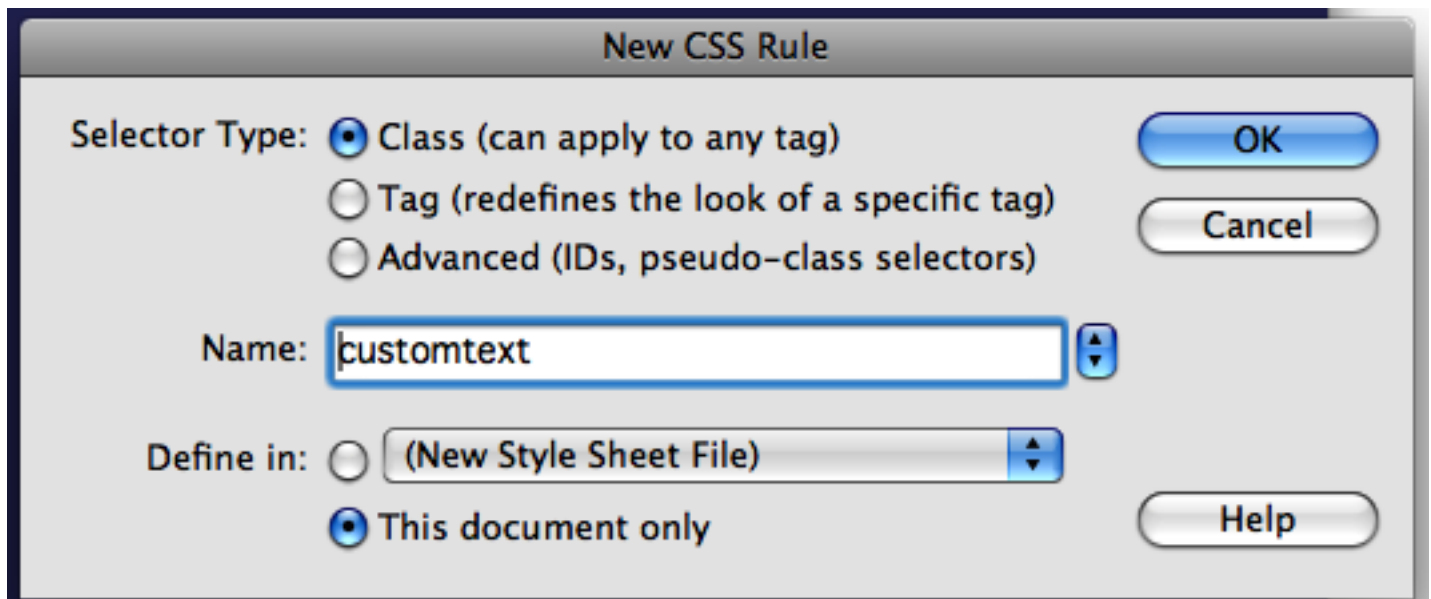 New CSS Rule
Selector Type: Class (can apply to any tag)
OK
Tag (redefines the look of a specific tag)
Cancel
Advanced (IDs, pseudo-class selectors)
Name: customtext
Define in: (New Style Sheet File)
This document only
Help